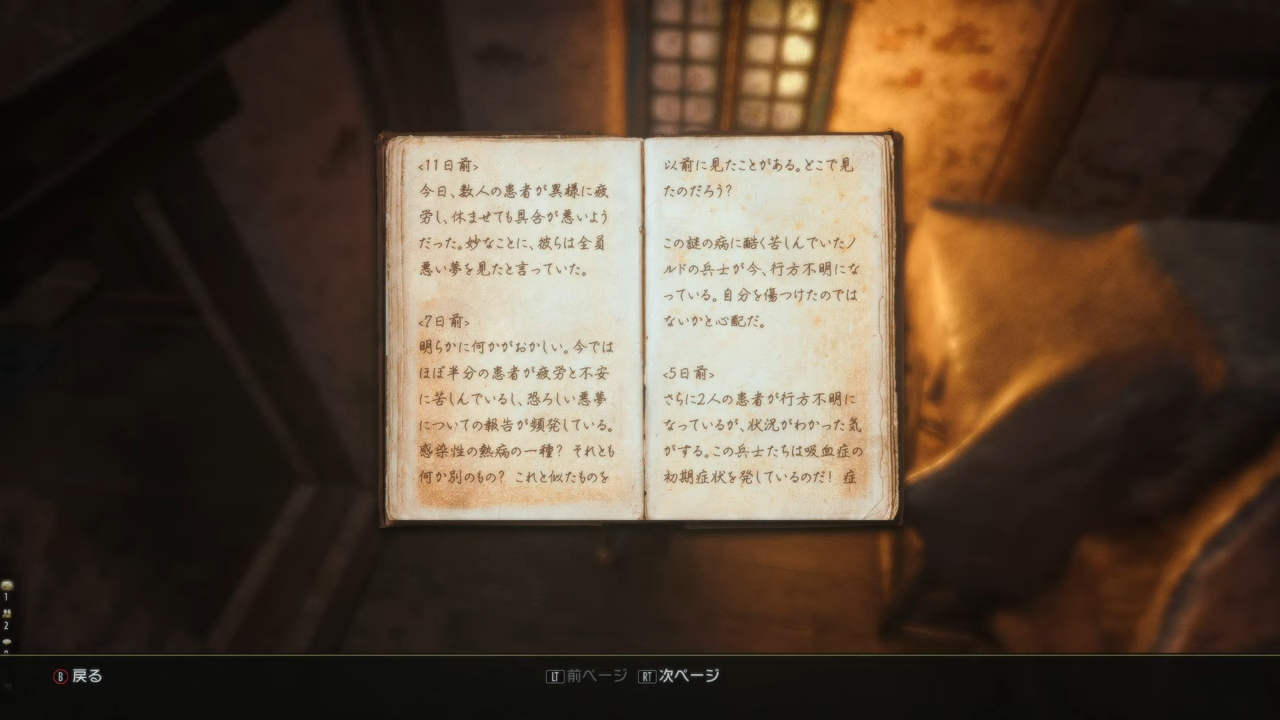 <11日前>
今日、数人の患者が異様に疲
労し、休ませても具合が悪いよう
だった。妙なことに、彼らは全員
悪い夢を見たと言っていた。
<7日前>
明らかに何かがおかしい。今では
ほぼ半分の患者が疲労と不安
に苦しんでいるし、恐ろしい悪夢
についての報告が頻発している。
感染性の熱病の一種? それとも
何か別のもの? これと似たものを
以前に見たことがある。どこで見
たのだろう?
この謎の病に酷く苦しんでいたノ
ルドの兵士が今、行方不明にな
っている。自分を傷つけたのでは
ないかと心配だ。
<5日前>
さらに2人の患者が行方不明に
なっているが、状況がわかった気
がする。この兵士たちは吸血症の
初期症状を発しているのだ! 症
1
2
B 戻る
LT 前ページ RT 次ページ